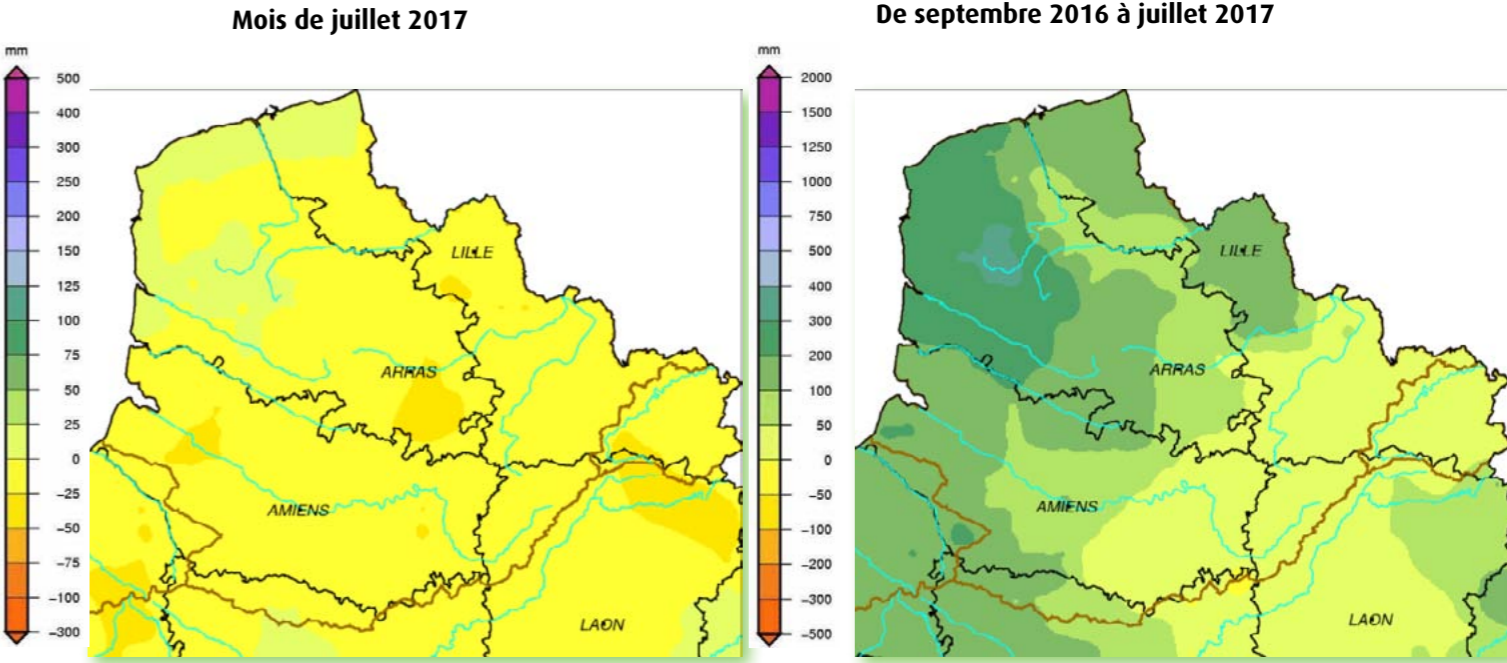 Mois de juillet 2017
De septembre 2016 à juillet 2017
mm
500
400
300
250
200
150
125
100
75
50
25
0
−25
−50
−75
−100
−300
LILLE
ARRAS
AMIENS
LAON
mm
2000
1500
1250
1000
750
500
400
300
200
100
50
0
−50
−100
−200
−300
−500
LILLE
ARRAS
AMIENS
LAON